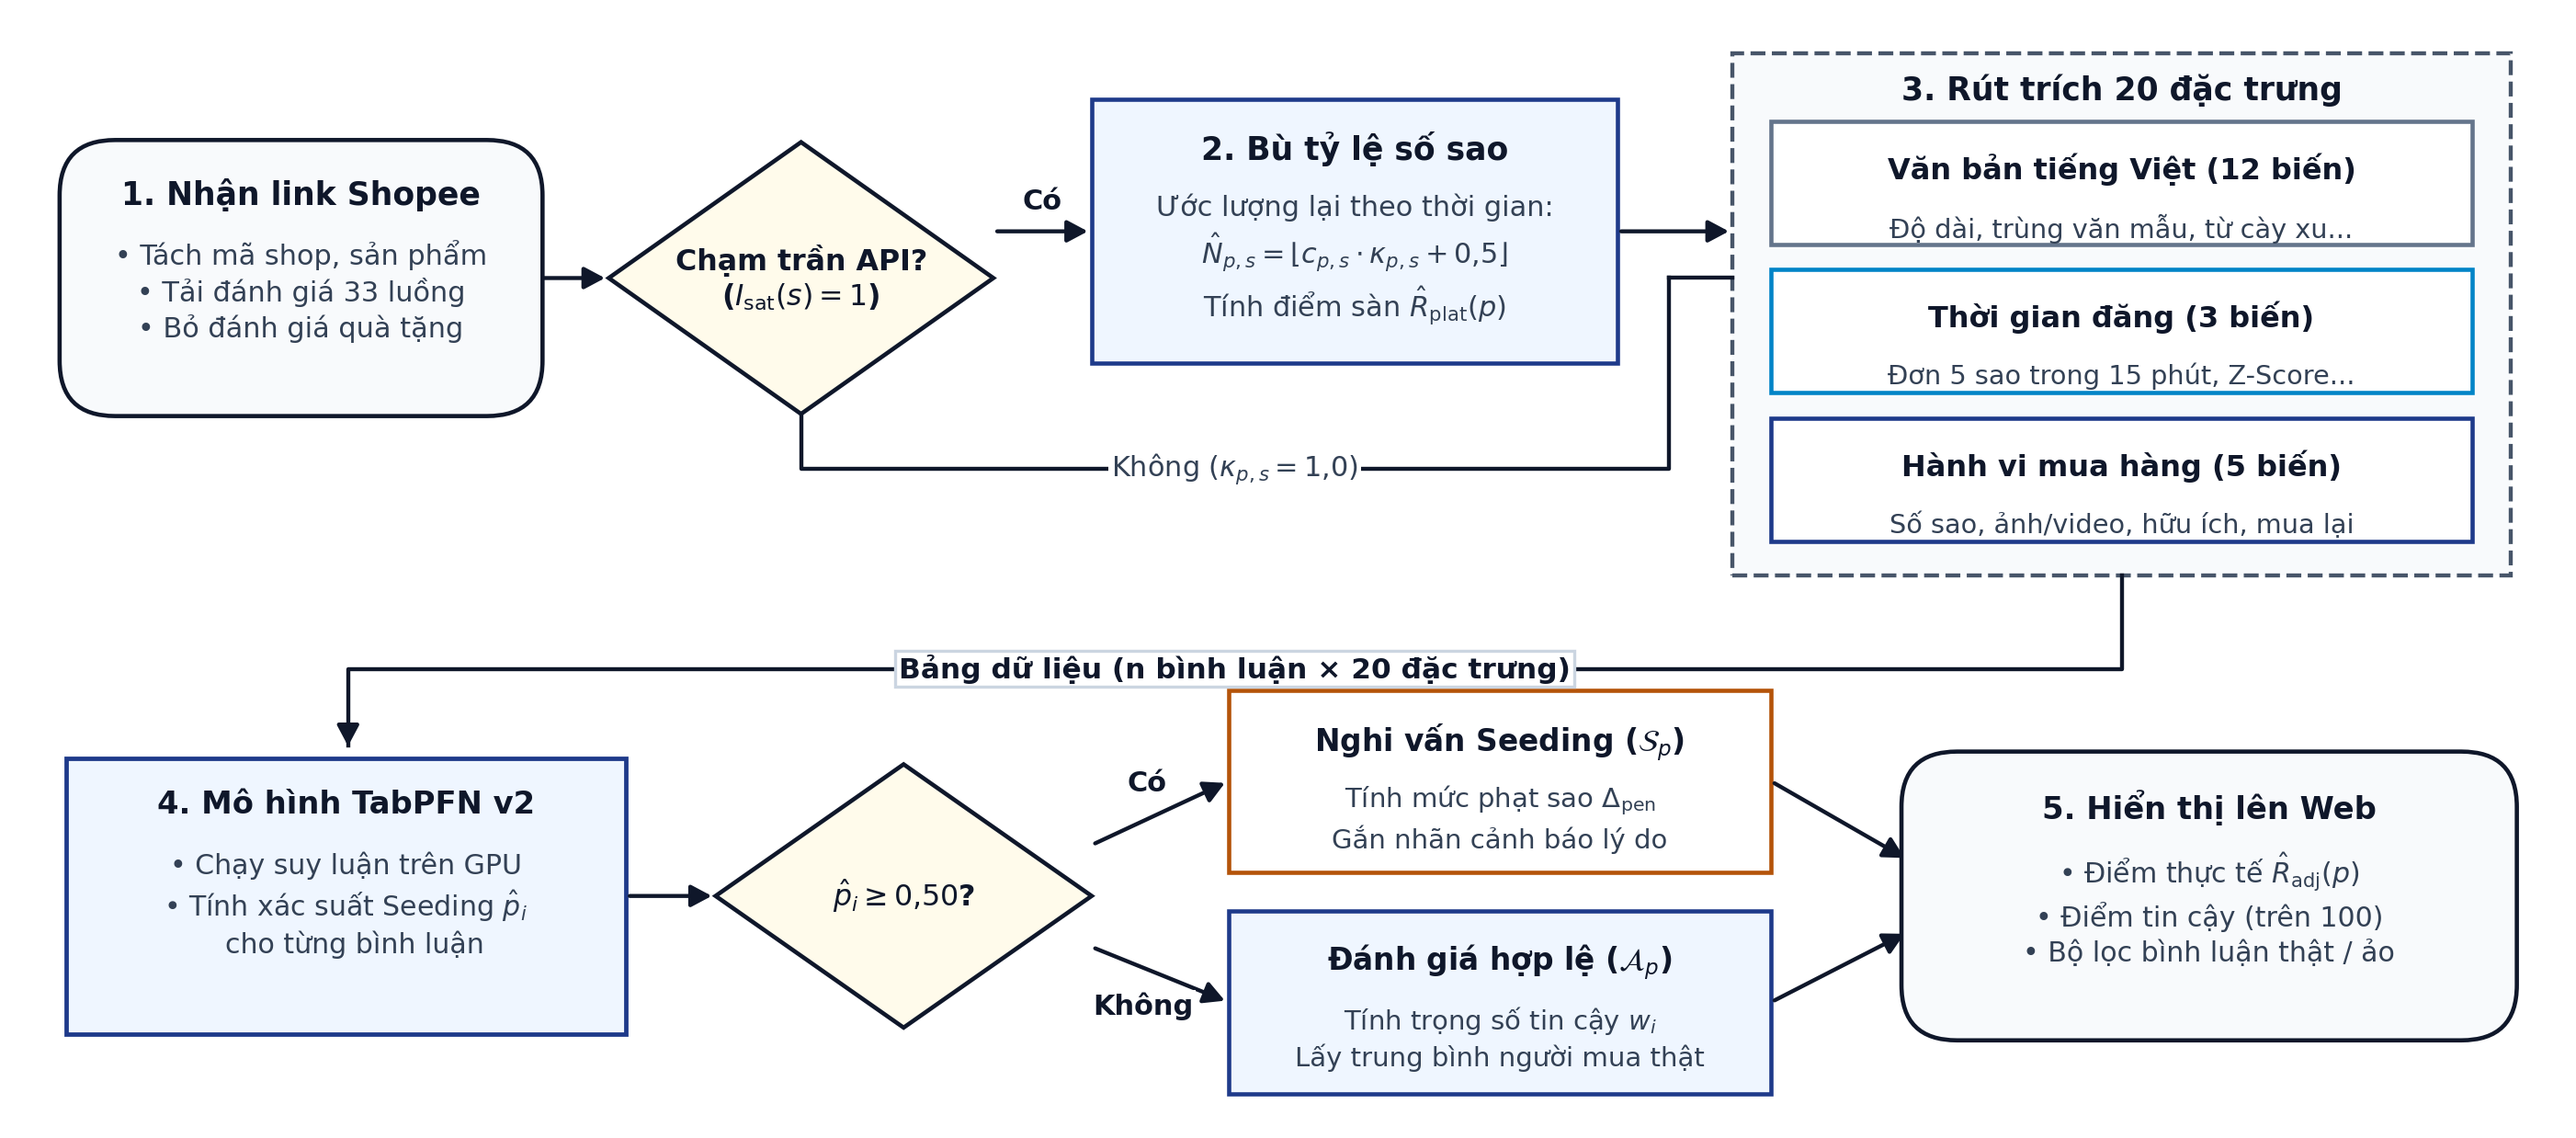 1. Nhận link Shopee
• Tách mã shop, sản phẩm
• Tải đánh giá 33 luồng
• Bỏ đánh giá quà tặng
Chạm trần API?
(I_sat(s) = 1)
Có
2. Bù tỷ lệ số sao
Ước lượng lại theo thời gian:
N̂_{p,s} = ⌊c_{p,s} · κ_{p,s} + 0,5⌋
Tính điểm sàn R̂_plat(p)
Không (κ_{p,s} = 1,0)
3. Rút trích 20 đặc trưng
Văn bản tiếng Việt (12 biến)
Độ dài, trùng văn mẫu, từ cày xu...
Thời gian đăng (3 biến)
Đơn 5 sao trong 15 phút, Z-Score...
Hành vi mua hàng (5 biến)
Số sao, ảnh/video, hữu ích, mua lại
Bảng dữ liệu (n bình luận × 20 đặc trưng)
4. Mô hình TabPFN v2
• Chạy suy luận trên GPU
• Tính xác suất Seeding p̂_i
cho từng bình luận
p̂_i ≥ 0,50?
Có
Không
Nghi vấn Seeding (𝒮_p)
Tính mức phạt sao Δ_pen
Gắn nhãn cảnh báo lý do
Đánh giá hợp lệ (𝒜_p)
Tính trọng số tin cậy w_i
Lấy trung bình người mua thật
5. Hiển thị lên Web
• Điểm thực tế R̂_adj(p)
• Điểm tin cậy (trên 100)
• Bộ lọc bình luận thật / ảo